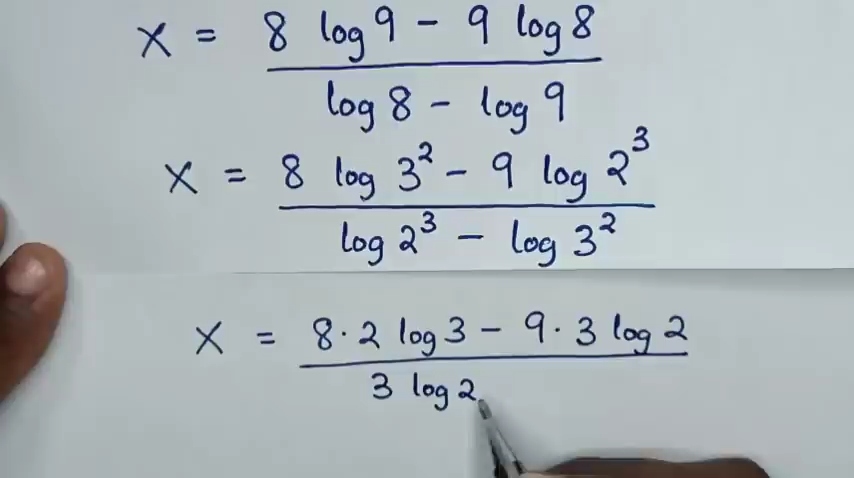 x = (8 log 9 - 9 log 8) / (log 8 - log 9)
x = (8 log 3² - 9 log 2³) / (log 2³ - log 3²)
x = (8 · 2 log 3 - 9 · 3 log 2) / (3 log 2